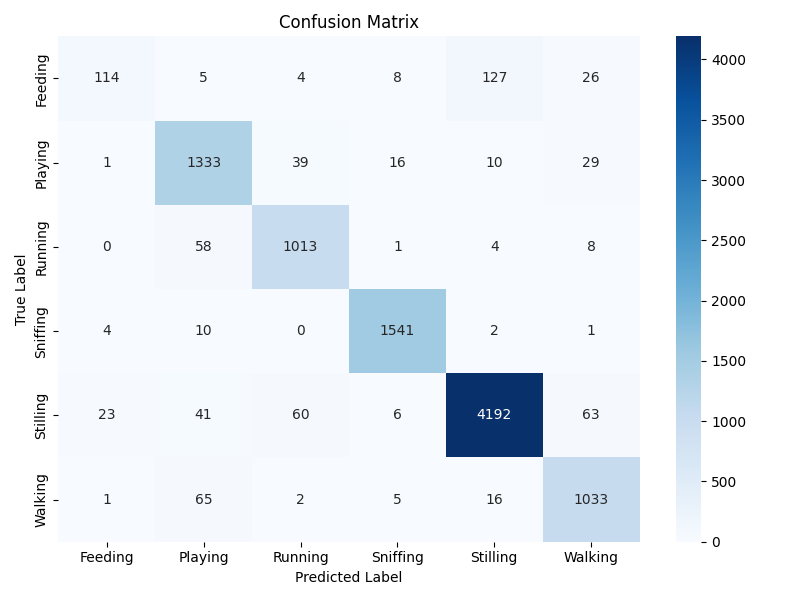 Confusion Matrix
Feeding 114 5 4 8 127 26
Playing 1 1333 39 16 10 29
Running 0 58 1013 1 4 8
Sniffing 4 10 0 1541 2 1
Stilling 23 41 60 6 4192 63
Walking 1 65 2 5 16 1033
Feeding Playing Running Sniffing Stilling Walking
Predicted Label
True Label
4000
3500
3000
2500
2000
1500
1000
500
0